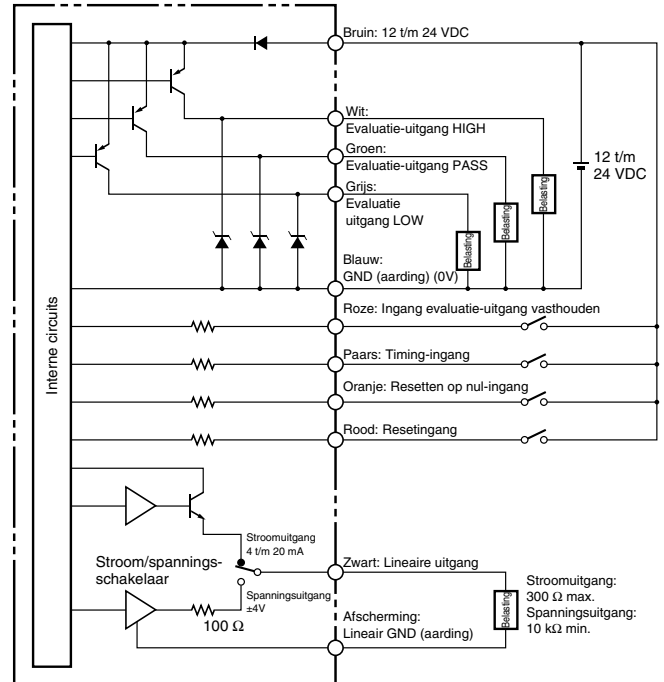 Bruin: 12 t/m 24 VDC
Wit:
Evaluatie-uitgang HIGH
Groen:
Evaluatie-uitgang PASS
Grijs:
Evaluatie
uitgang LOW
Belasting
Belasting
Belasting
12 t/m
24 VDC
Blauw:
GND (aarding) (0V)
Interne circuits
Roze: Ingang evaluatie-uitgang vasthouden
Paars: Timing-ingang
Oranje: Resetten op nul-ingang
Rood: Resetingang
Stroomuitgang
4 t/m 20 mA
Stroom/spannings-
schakelaar
Zwart: Lineaire uitgang
Spanningsuitgang
±4V
100 Ω
Afscherming:
Lineair GND (aarding)
Belasting
Stroomuitgang:
300 Ω max.
Spanningsuitgang:
10 kΩ min.